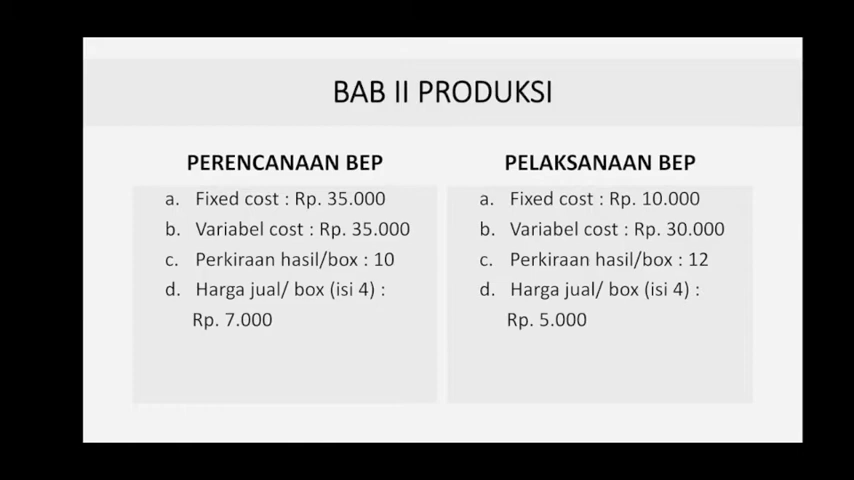 BAB II PRODUKSI
PERENCANAAN BEP
a. Fixed cost : Rp. 35.000
b. Variabel cost : Rp. 35.000
c. Perkiraan hasil/box : 10
d. Harga jual/ box (isi 4) :
Rp. 7.000
PELAKSANAAN BEP
a. Fixed cost : Rp. 10.000
b. Variabel cost : Rp. 30.000
c. Perkiraan hasil/box : 12
d. Harga jual/ box (isi 4) :
Rp. 5.000